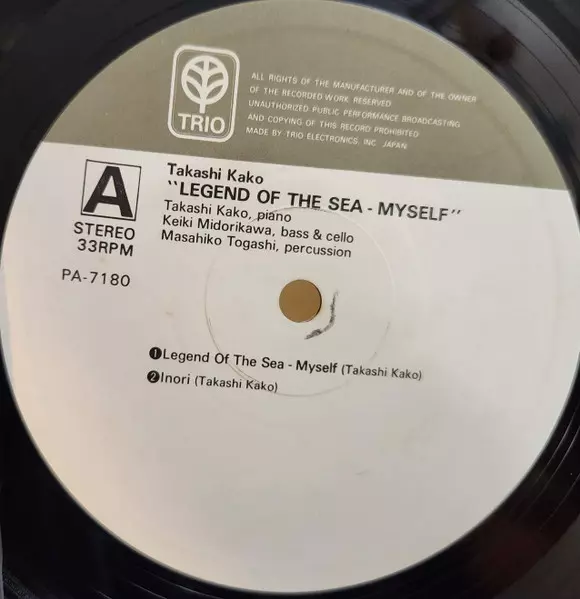 TRIO
ALL RIGHTS OF THE MANUFACTURER AND OF THE OWNER
OF THE RECORDED WORK RESERVED
UNAUTHORIZED PUBLIC PERFORMANCE BROADCASTING
AND COPYING OF THIS RECORD PROHIBITED
MADE BY TRIO ELECTRONICS, INC. JAPAN
A
STEREO
33RPM
PA-7180
Takashi Kako
"LEGEND OF THE SEA - MYSELF"
Takashi Kako, piano
Keiki Midorikawa, bass & cello
Masahiko Togashi, percussion
❶Legend Of The Sea - Myself (Takashi Kako)
❷Inori (Takashi Kako)